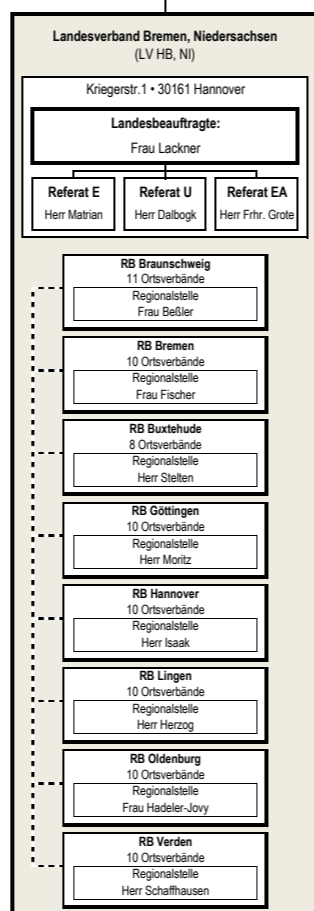 Landesverband Bremen, Niedersachsen
(LV HB, NI)
Kriegerstr.1 • 30161 Hannover
Landesbeauftragte:
Frau Lackner
Referat E
Herr Matrian
Referat U
Herr Dalbogk
Referat EA
Herr Frhr. Grote
RB Braunschweig
11 Ortsverbände
Regionalstelle
Frau Beßler
RB Bremen
10 Ortsverbände
Regionalstelle
Frau Fischer
RB Buxtehude
8 Ortsverbände
Regionalstelle
Herr Stelten
RB Göttingen
10 Ortsverbände
Regionalstelle
Herr Moritz
RB Hannover
10 Ortsverbände
Regionalstelle
Herr Isaak
RB Lingen
10 Ortsverbände
Regionalstelle
Herr Herzog
RB Oldenburg
10 Ortsverbände
Regionalstelle
Frau Hadeler-Jovy
RB Verden
10 Ortsverbände
Regionalstelle
Herr Schaffhausen